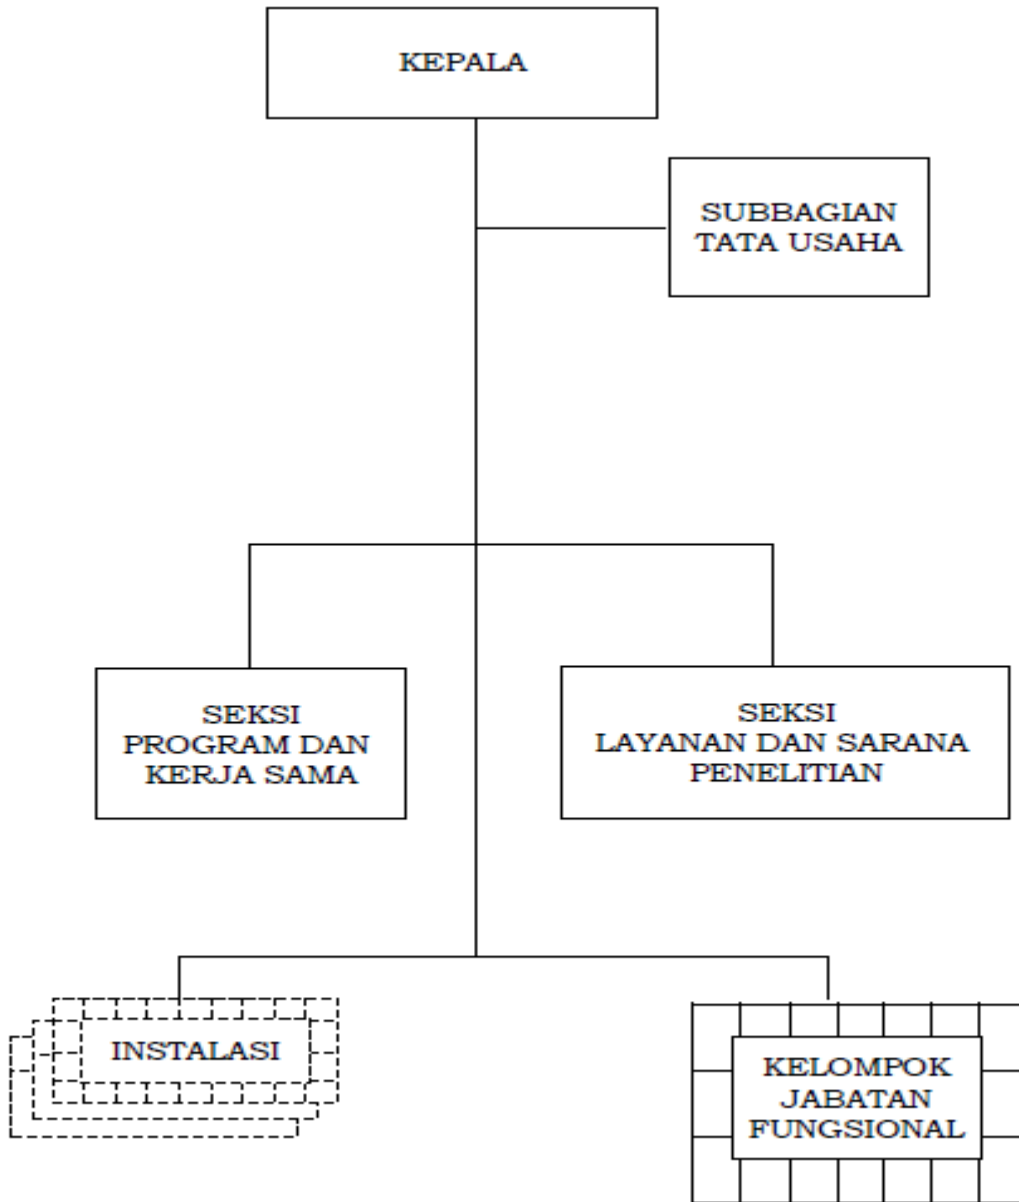 KEPALA
SUBBAGIAN
TATA USAHA
SEKSI
PROGRAM DAN
KERJA SAMA
SEKSI
LAYANAN DAN SARANA
PENELITIAN
INSTALASI
KELOMPOK
JABATAN
FUNGSIONAL